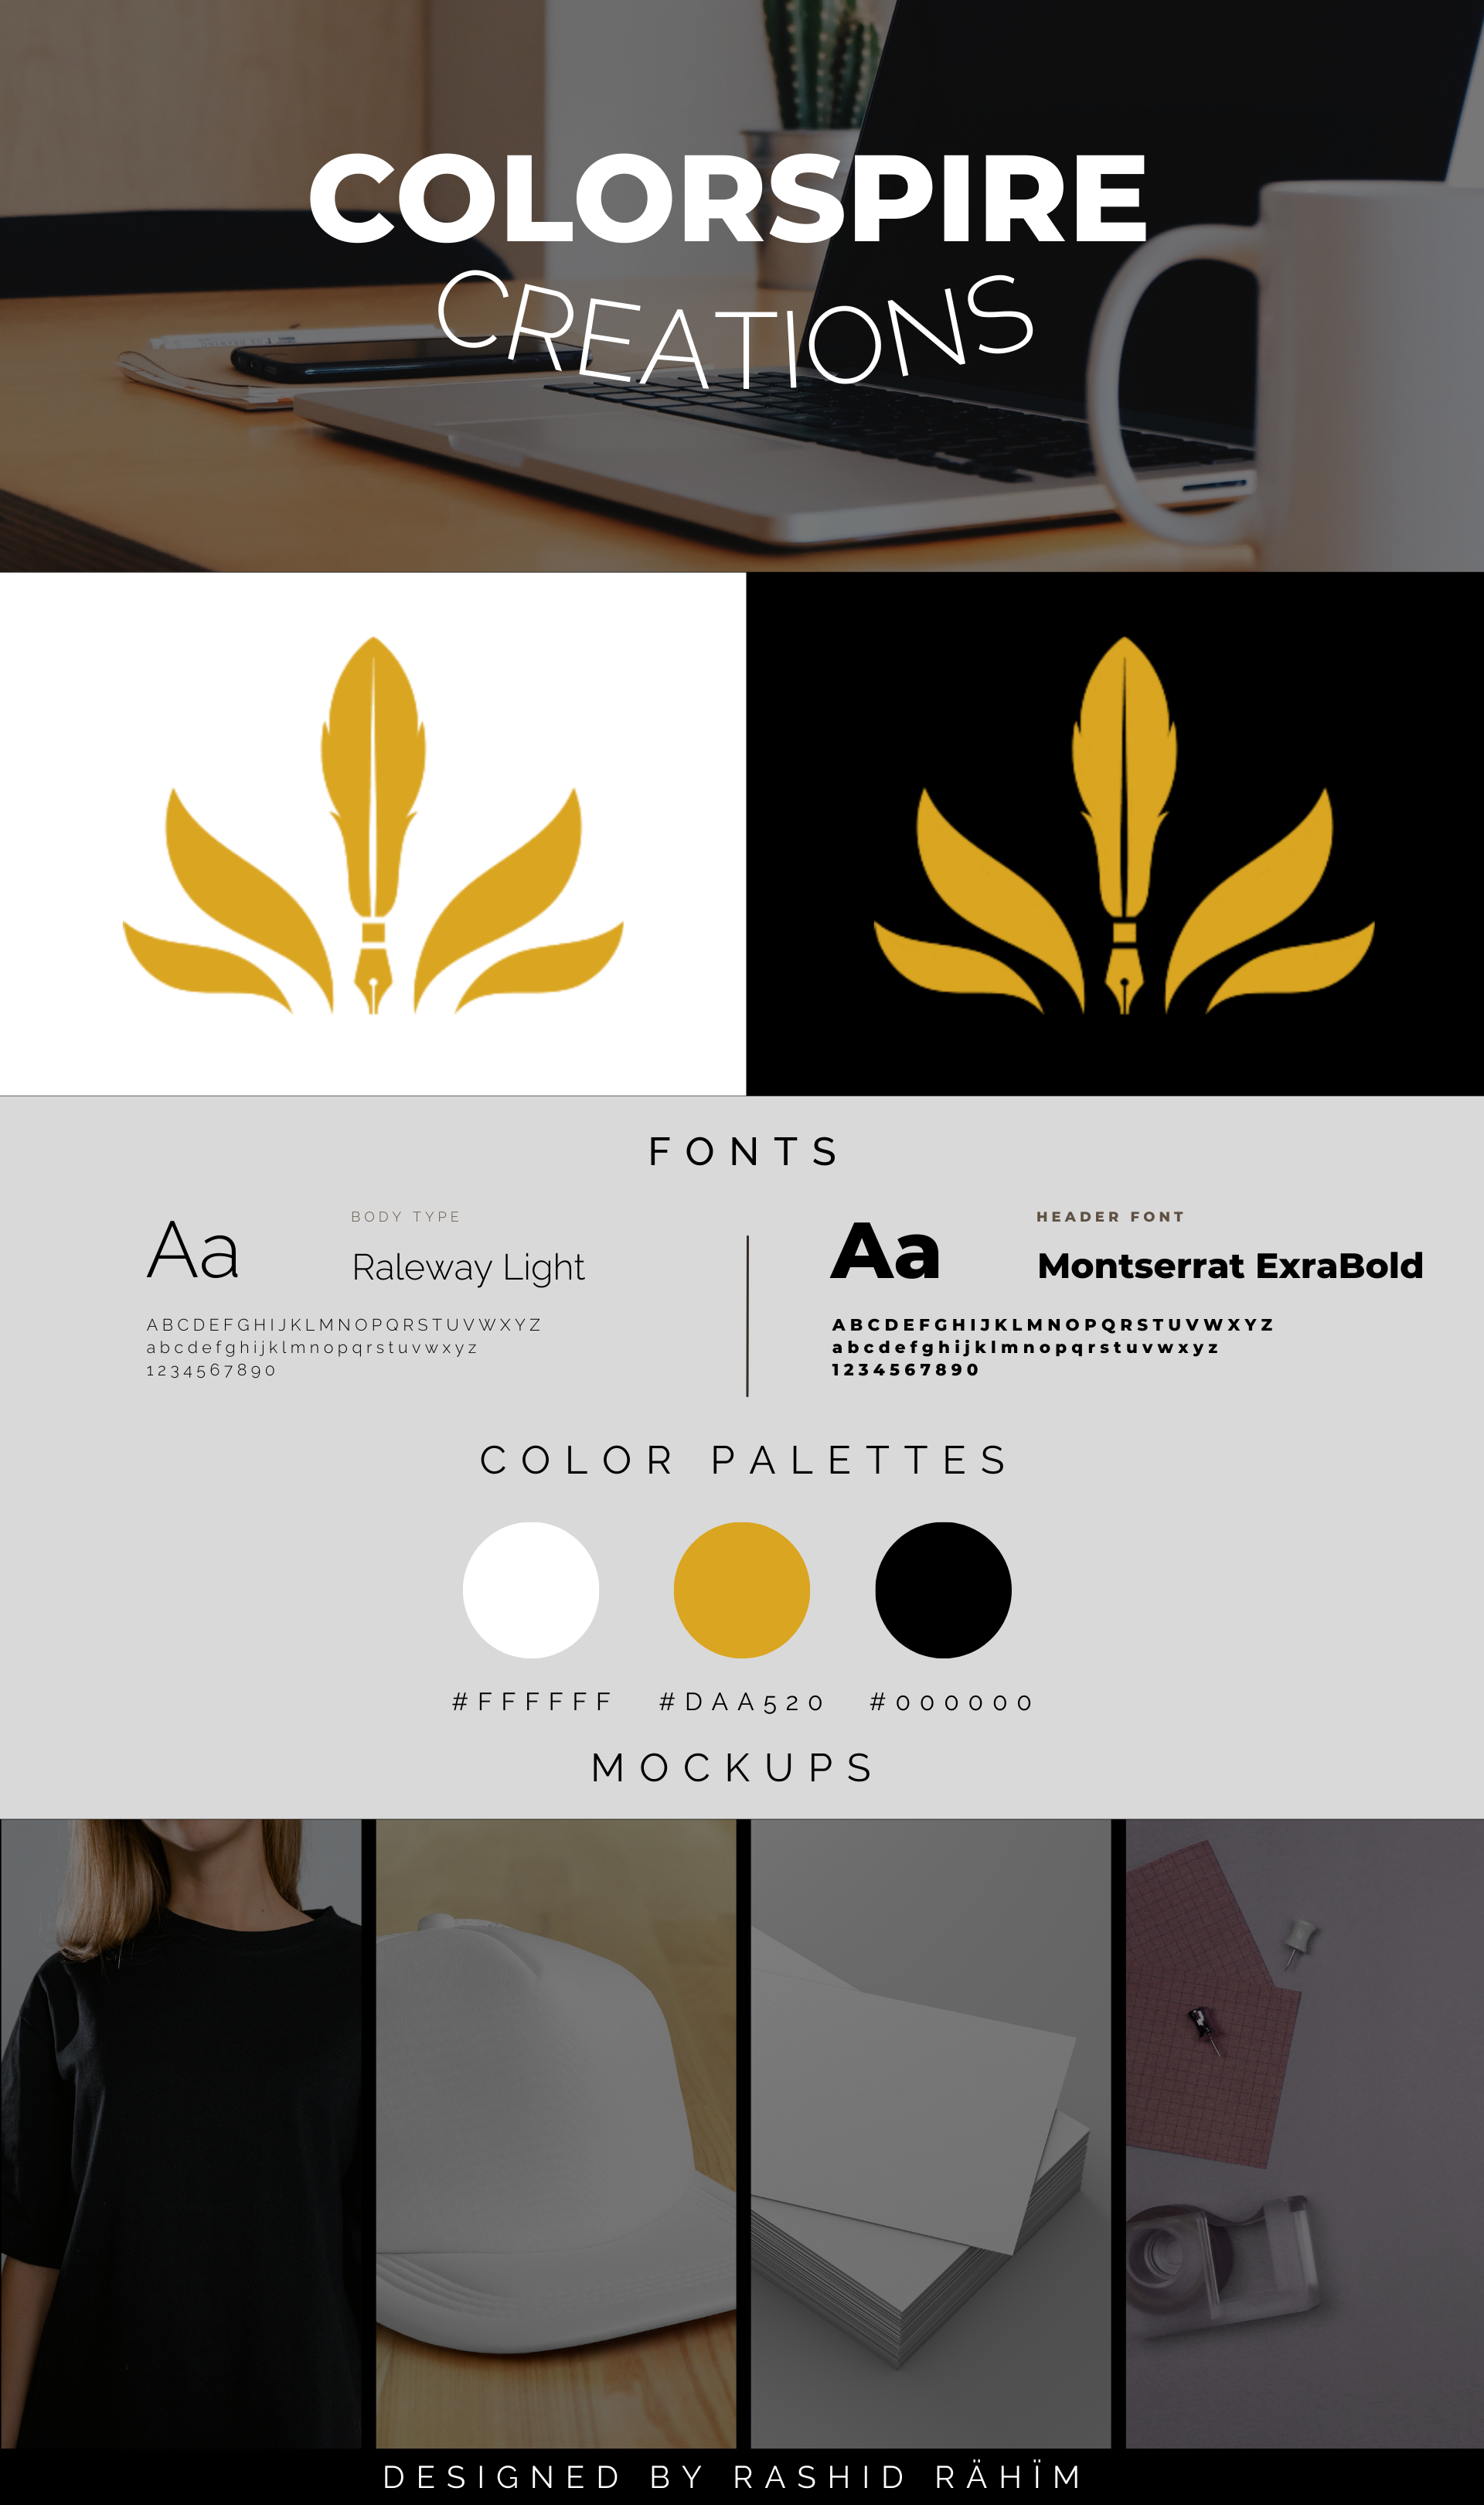 COLORSPIRE
CREATIONS
FONTS
Aa
BODY TYPE
Raleway Light
ABCDEFGHIJKLMNOPQRSTUVWXYZ
abcdefghijklmnopqrstuvwxyz
1234567890
Aa
HEADER FONT
Montserrat ExraBold
ABCDEFGHIJKLMNOPQRSTUVWXYZ
abcdefghijklmnopqrstuvwxyz
1234567890
COLOR PALETTES
#FFFFFF #DAA520 #000000
MOCKUPS
DESIGNED BY RASHID RÄHÏM